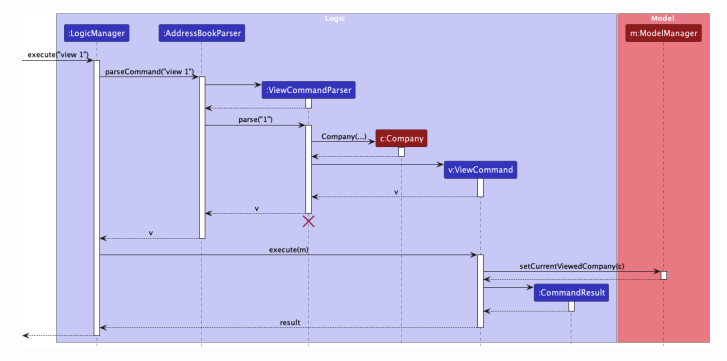 Logic
Model
:LogicManager
:AddressBookParser
m:ModelManager
execute("view 1")
parseCommand("view 1")
:ViewCommandParser
parse("1")
Company(...)
c:Company
v:ViewCommand
v
v
v
execute(m)
setCurrentViewedCompany(c)
:CommandResult
result